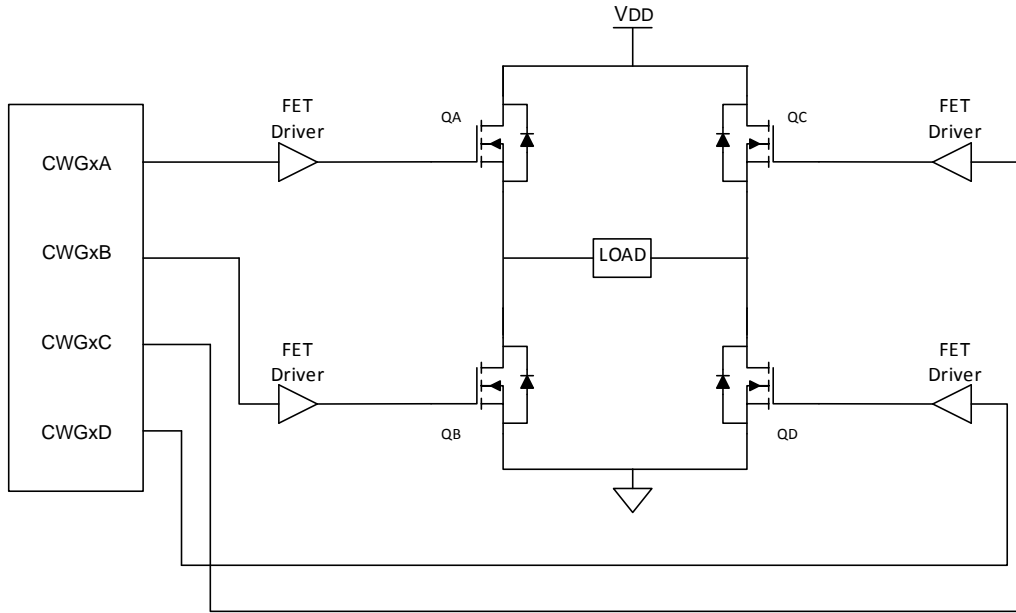 VDD
FET
Driver
QA
QC
FET
Driver
CWGxA
CWGxB
LOAD
CWGxC
FET
Driver
FET
Driver
CWGxD
QB
QD